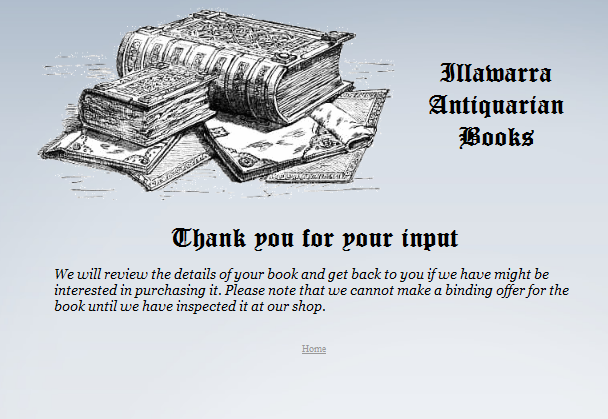 Illawarra
Antiquarian
Books
Thank you for your input
We will review the details of your book and get back to you if we have might be
interested in purchasing it. Please note that we cannot make a binding offer for the
book until we have inspected it at our shop.
Home